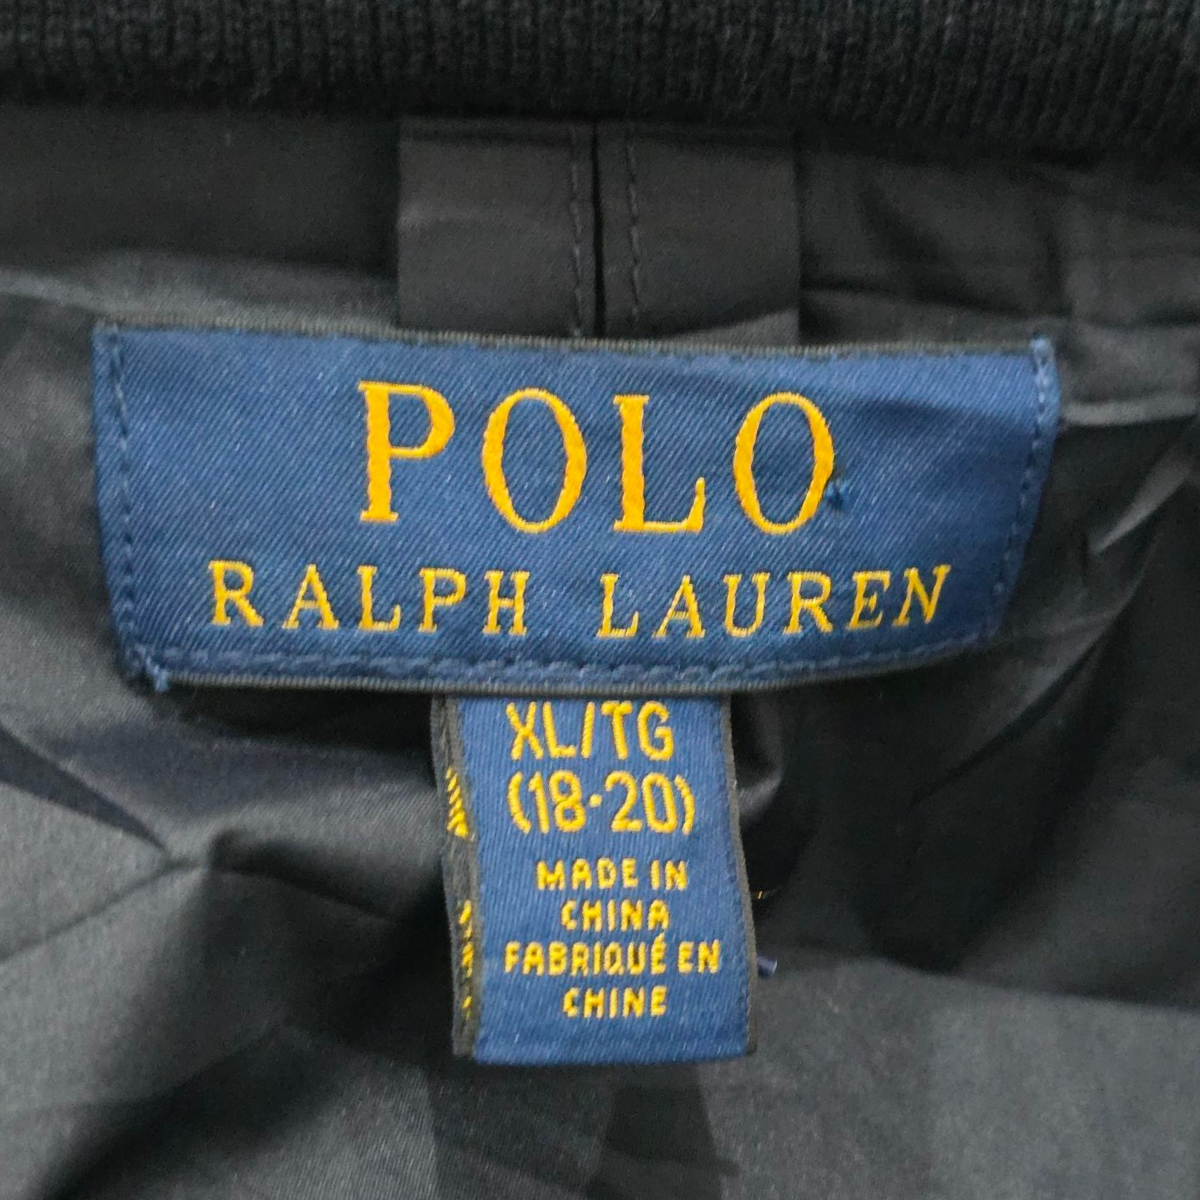 POLO
RALPH LAUREN
XL/TG
(18-20)
MADE IN
CHINA
FABRIQUÉ EN
CHINE